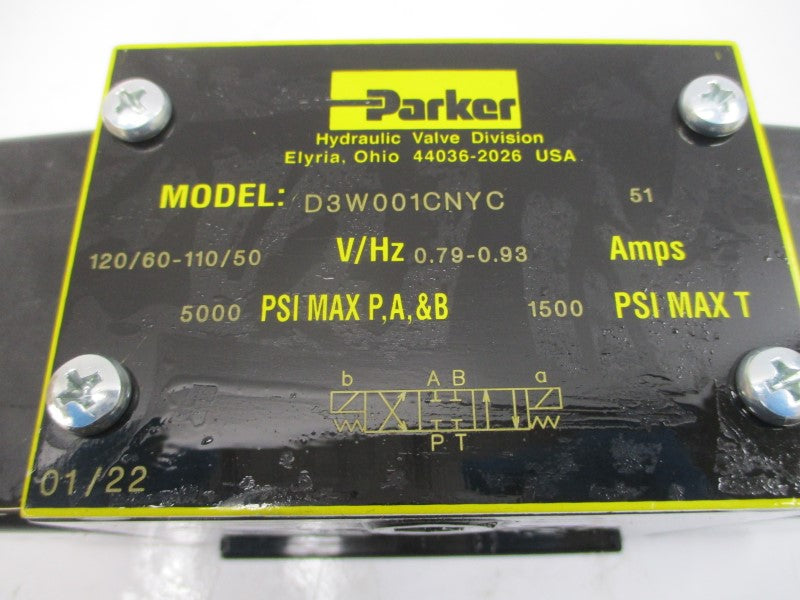 Parker
Hydraulic Valve Division
Elyria, Ohio 44036-2026 USA
MODEL: D3W001CNYC 51
120/60-110/50 V/Hz 0.79-0.93 Amps
5000 PSI MAX P,A,&B 1500 PSI MAX T
b A B a
P T
01/22